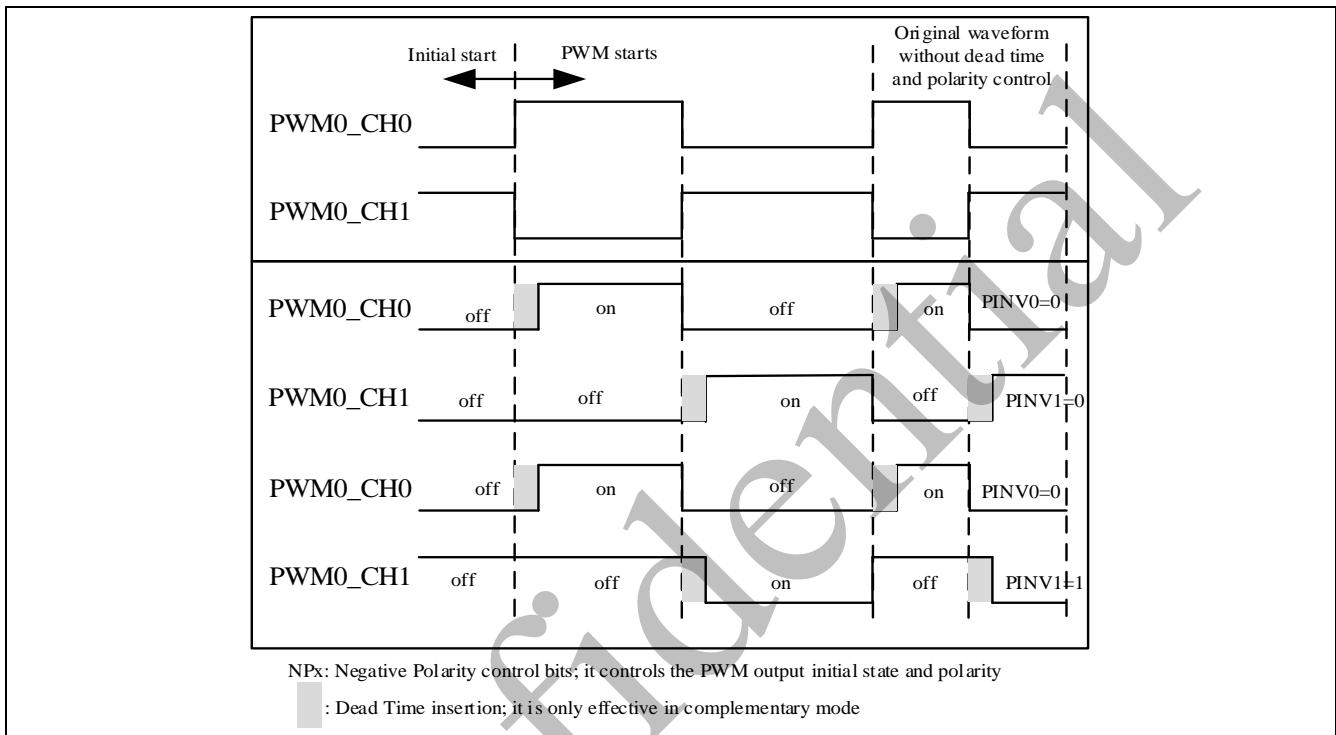 Initial start
PWM starts
Original waveform
without dead time
and polarity control
PWM0_CH0
PWM0_CH1
PWM0_CH0
off
on
off
on
PINV0=0
PWM0_CH1
off
off
on
off
PINV1=0
PWM0_CH0
off
on
off
on
PINV0=0
PWM0_CH1
off
off
on
off
PINV1=1
NPx: Negative Polarity control bits; it controls the PWM output initial state and polarity
: Dead Time insertion; it is only effective in complementary mode
fidential